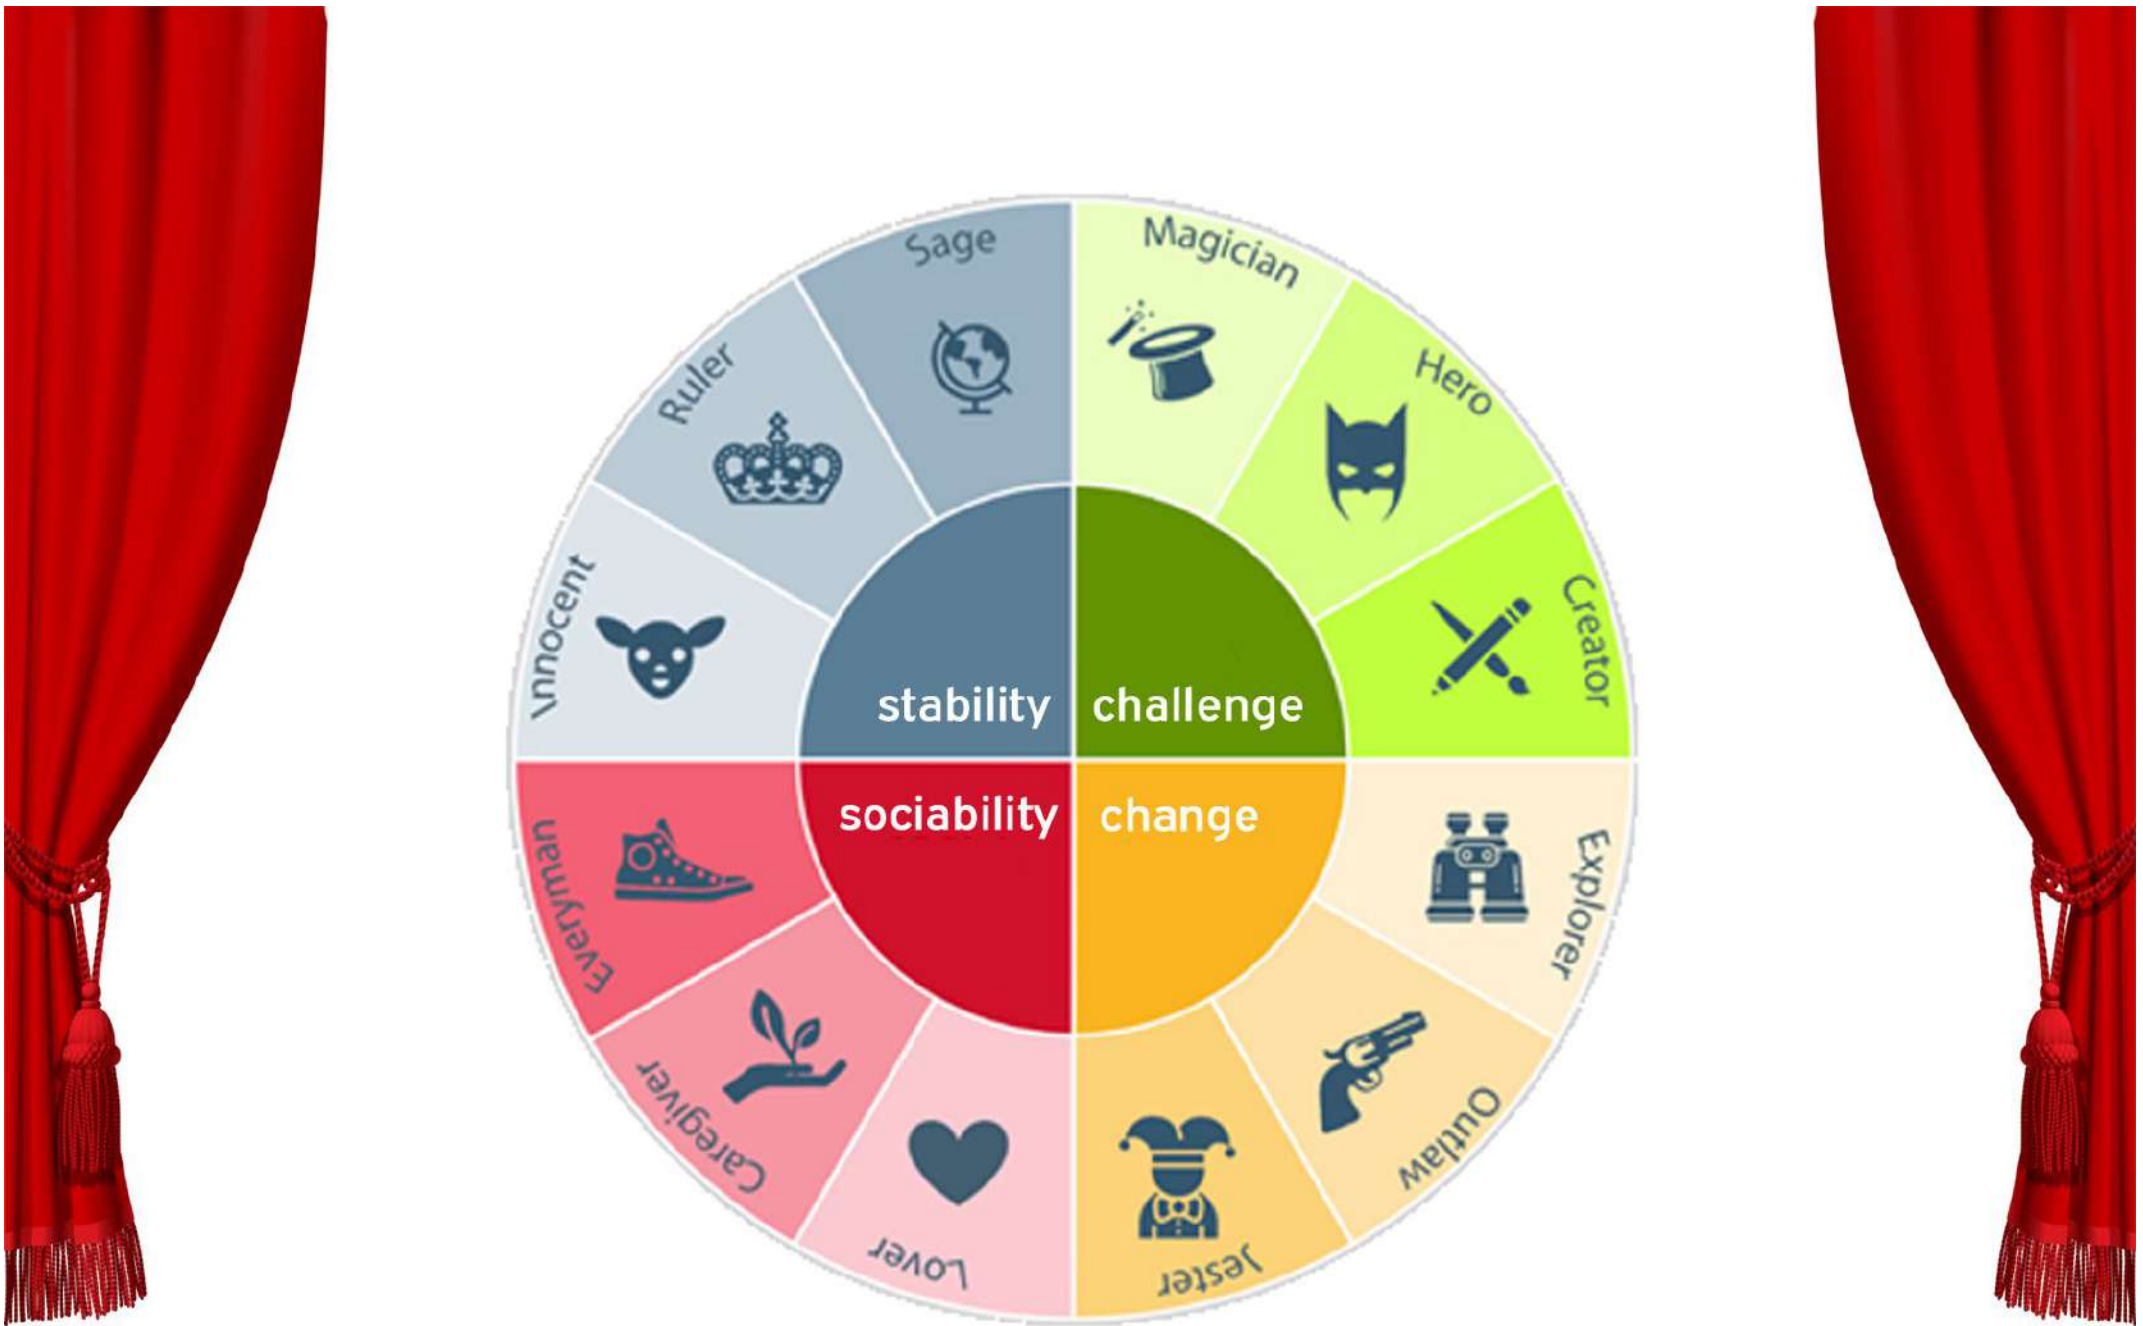 Sage
Magician
Ruler
Hero
Innocent
Creator
stability
challenge
sociability
change
Everyman
Explorer
Caregiver
Outlaw
Lover
Jester